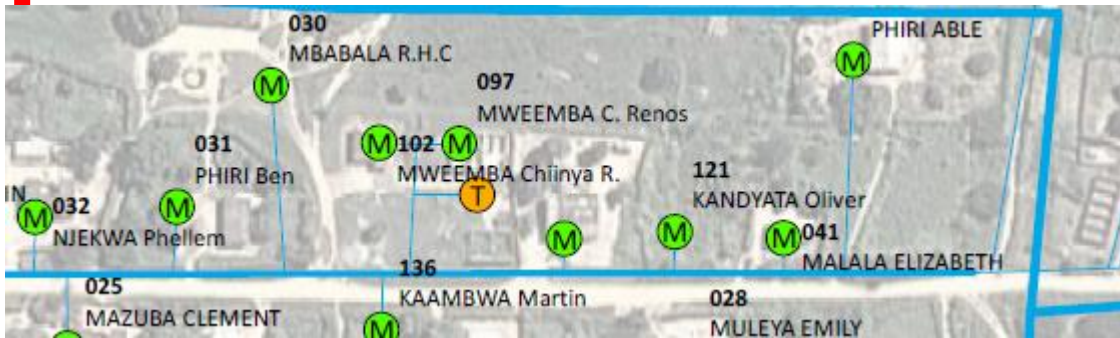 030
MBABALA R.H.C
PHIRI ABLE
097
MWEEMBA C. Renos
M
M
M
M
102
MWEEMBA Chiinya R.
031
PHIRI Ben
M
T
121
KANDYATA Oliver
IN
M
032
NJEKWA Phellem
M
M
M
041
MALALA ELIZABETH
136
KAAMBWA Martin
025
MAZUBA CLEMENT
028
MULEYA EMILY
M